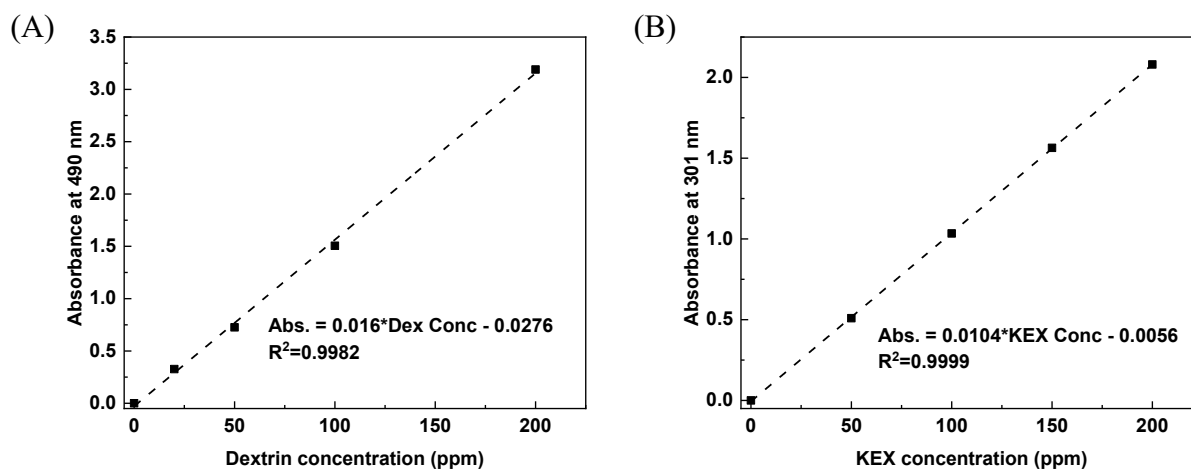 (A)
3.5
3.0
2.5
2.0
1.5
1.0
0.5
0.0
Absorbance at 490 nm
Abs. = 0.016*Dex Conc - 0.0276
R²=0.9982
0 50 100 150 200
Dextrin concentration (ppm)
(B)
2.0
1.5
1.0
0.5
0.0
Absorbance at 301 nm
Abs. = 0.0104*KEX Conc - 0.0056
R²=0.9999
0 50 100 150 200
KEX concentration (ppm)